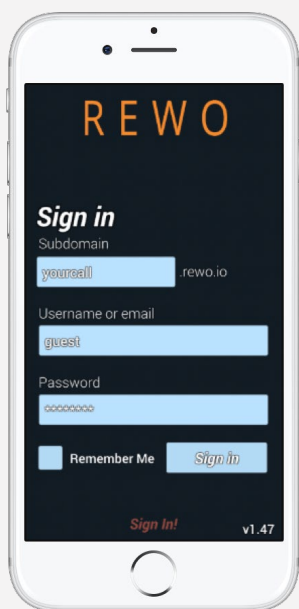 REWO
Sign in
Subdomain
yourcall .rewo.io
Username or email
guest
Password
********
Remember Me Sign in
Sign In!
v1.47